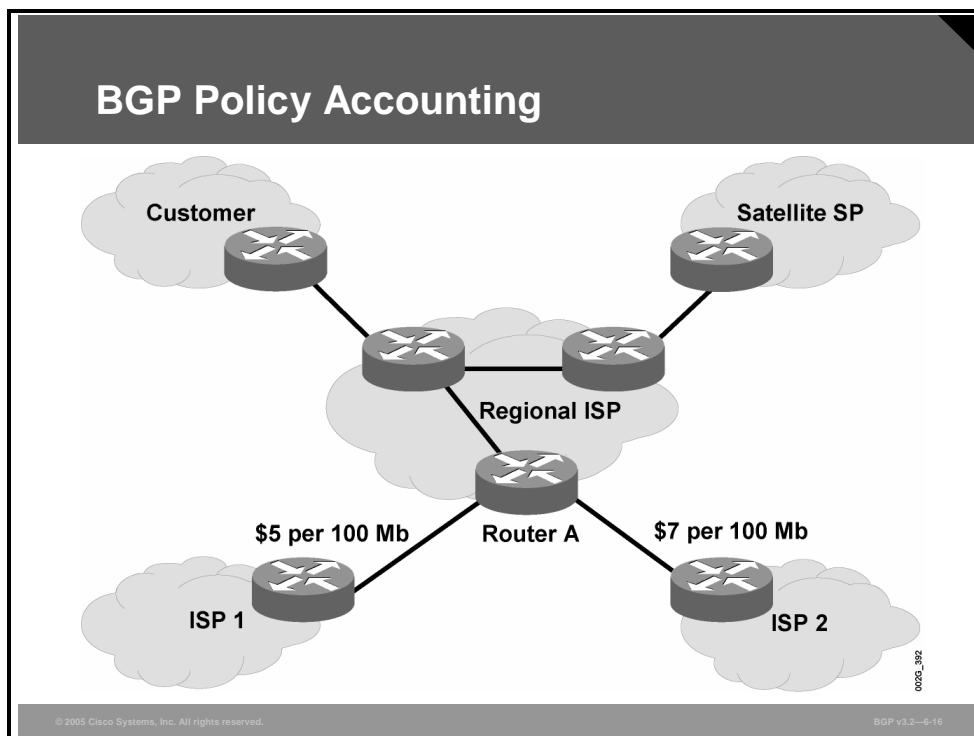 BGP Policy Accounting
Customer
Satellite SP
Regional ISP
Router A
$5 per 100 Mb
$7 per 100 Mb
ISP 1
ISP 2
002G_392
© 2005 Cisco Systems, Inc. All rights reserved.
BGP v3.2—6-16